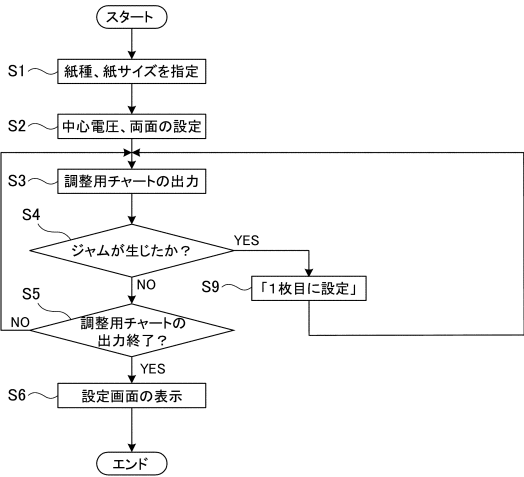 スタート
S1
紙種、紙サイズを指定
S2
中心電圧、両面の設定
S3
調整用チャートの出力
S4
ジャムが生じたか?
YES
NO
S9
「1枚目に設定」
S5
調整用チャートの
出力終了?
NO
YES
S6
設定画面の表示
エンド